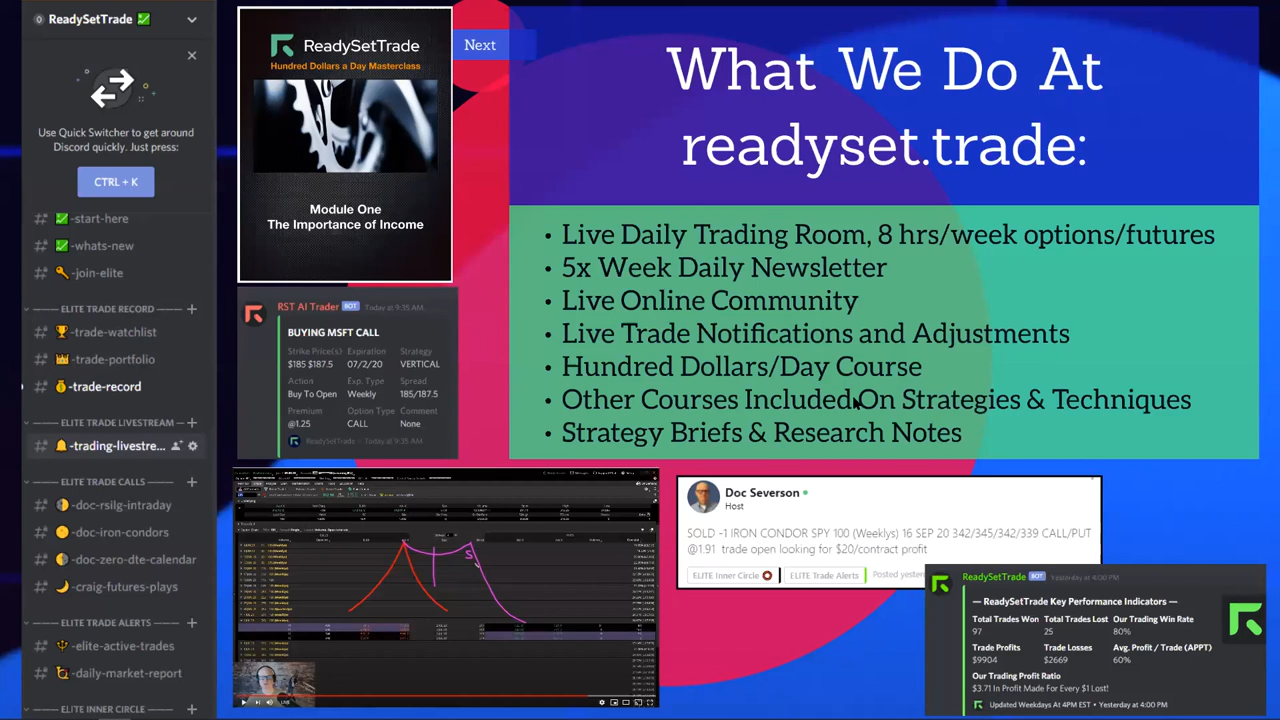 ReadySetTrade
Use Quick Switcher to get around
Discord quickly. Just press:
CTRL + K
-start-here
-whats-new
-join-elite
ELITE TRADE RECORD
-trade-watchlist
-trade-portfolio
-trade-record
ELITE TRADE LIVESTREAM
-trading-livestre...
ELITE TRADE CALLS
-doc-rsilg-intraday
-doc-iron-condors
-doc-zero-dte-calendar
-craig-futures-plays
ELITE TRADE ALERTS
-elite-active-trades
-daily-market-report
ELITE INNER CIRCLE
ReadySetTrade
Hundred Dollars a Day Masterclass
Module One
The Importance of Income
Next
RST AI Trader BOT Today at 9:35 AM
BUYING MSFT CALL
Strike Price(s) Expiration Strategy
$185 $187.5 07/2/20 VERTICAL
Action Exp. Type Spread
Buy To Open Weekly 185/187.5
Premium Option Type Comment
@1.25 CALL None
ReadySetTrade • Today at 9:35 AM
What We Do At
readyset.trade:
• Live Daily Trading Room, 8 hrs/week options/futures
• 5x Week Daily Newsletter
• Live Online Community
• Live Trade Notifications and Adjustments
• Hundred Dollars/Day Course
• Other Courses Included On Strategies & Techniques
• Strategy Briefs & Research Notes
S
Doc Severson
Host
SOLD -1 IRON CONDOR SPY 100 (Weeklys) 16 SEP 20 342/345/342/339 CALL/PUT
@1.91 trade open looking for $20/contract profit
ELITE Inner Circle ELITE Trade Alerts Posted yester
ReadySetTrade BOT Yesterday at 4:00 PM
— ReadySetTrade Key Performance Indicators —
Total Trades Won Total Trades Lost Our Trading Win Rate
97 25 80%
Trade Profits Trade Losses Avg. Profit / Trade (APPT)
$9904 $2669 60%
Our Trading Profit Ratio
$3.71 In Profit Made For Every $1 Lost!
Updated Weekdays At 4PM EST • Yesterday at 4:00 PM